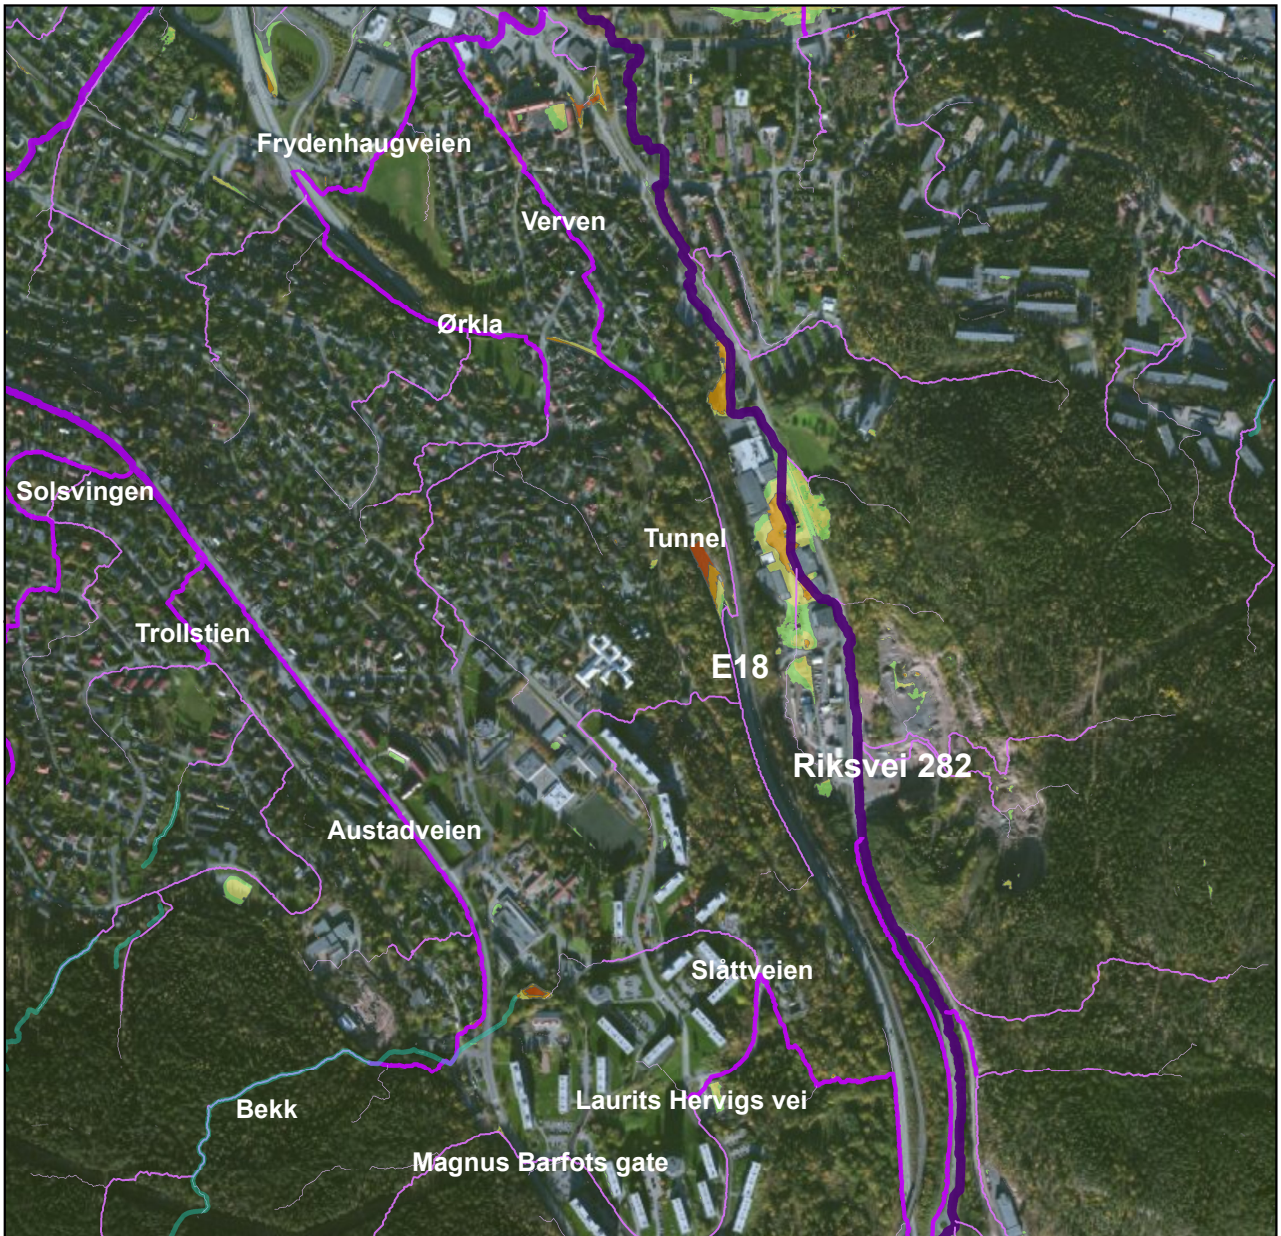 Frydenhaugveien
Verven
Ørkla
Solsvingen
Tunnel
Trollstien
E18
Riksvei 282
Austadveien
Slåttveien
Laurits Hervigs vei
Bekk
Magnus Barfots gate